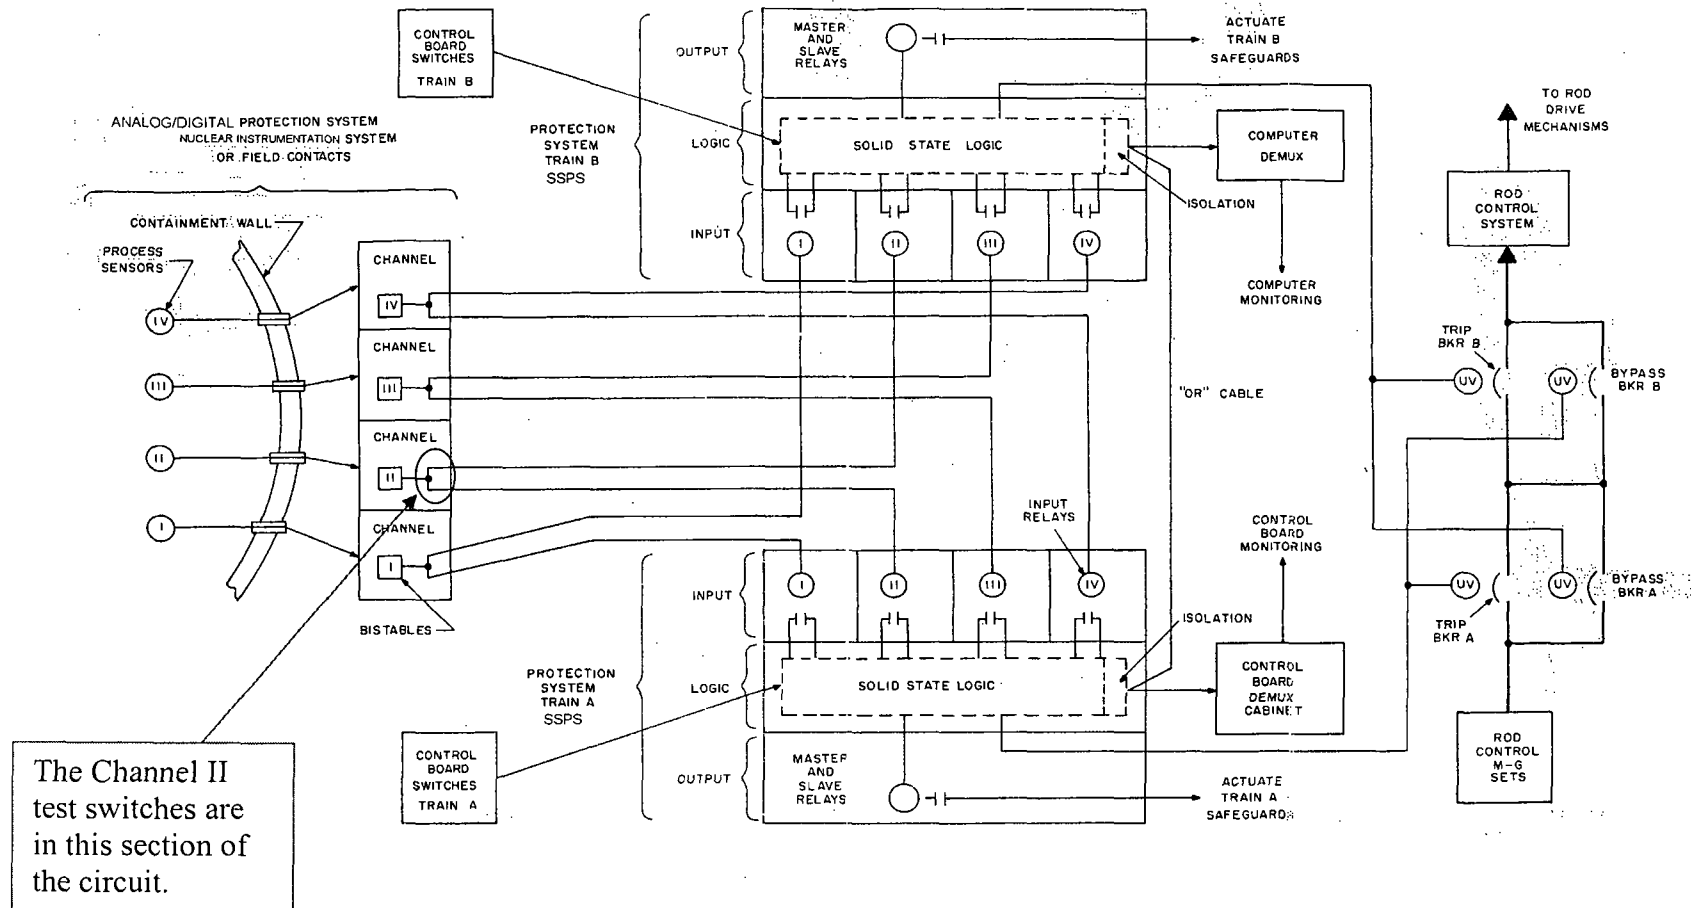 CONTROL
BOARD
SWITCHES
TRAIN B
OUTPUT
MASTER
AND
SLAVE
RELAYS
ACTUATE
TRAIN B
SAFEGUARDS
ANALOG/DIGITAL PROTECTION SYSTEM
NUCLEAR INSTRUMENTATION SYSTEM
OR FIELD CONTACTS
PROTECTION
SYSTEM
TRAIN B
SSPS
LOGIC
SOLID STATE LOGIC
COMPUTER
DEMUX
TO ROD
DRIVE
MECHANISMS
ISOLATION
ROD
CONTROL
SYSTEM
INPUT
I
II
III
IV
COMPUTER
MONITORING
CONTAINMENT WALL
PROCESS
SENSORS
IV
III
II
I
CHANNEL
IV
CHANNEL
III
CHANNEL
II
CHANNEL
I
BISTABLES
"OR" CABLE
TRIP
BKR B
UV
UV
BYPASS
BKR B
INPUT
RELAYS
CONTROL
BOARD
MONITORING
INPUT
I
II
III
IV
UV
UV
BYPASS
BKR A
TRIP
BKR A
ISOLATION
PROTECTION
SYSTEM
TRAIN A
SSPS
LOGIC
SOLID STATE LOGIC
CONTROL
BOARD
DEMUX
CABINET
CONTROL
BOARD
SWITCHES
TRAIN A
OUTPUT
MASTER
AND
SLAVE
RELAYS
ACTUATE
TRAIN A
SAFEGUARDS
ROD
CONTROL
M-G
SETS
The Channel II
test switches are
in this section of
the circuit.